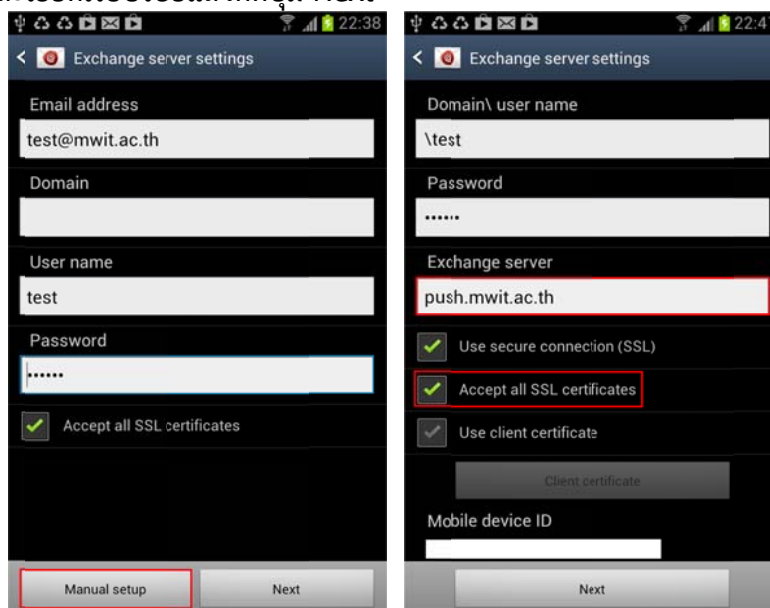 22:38
Exchange server settings
Email address
test@mwit.ac.th
Domain
User name
test
Password
••••••
Accept all SSL certificates
Manual setup
Next
22:4
Exchange server settings
Domain\ user name
\test
Password
••••••
Exchange server
push.mwit.ac.th
Use secure connection (SSL)
Accept all SSL certificates
Use client certificate
Client certificate
Mobile device ID
Next